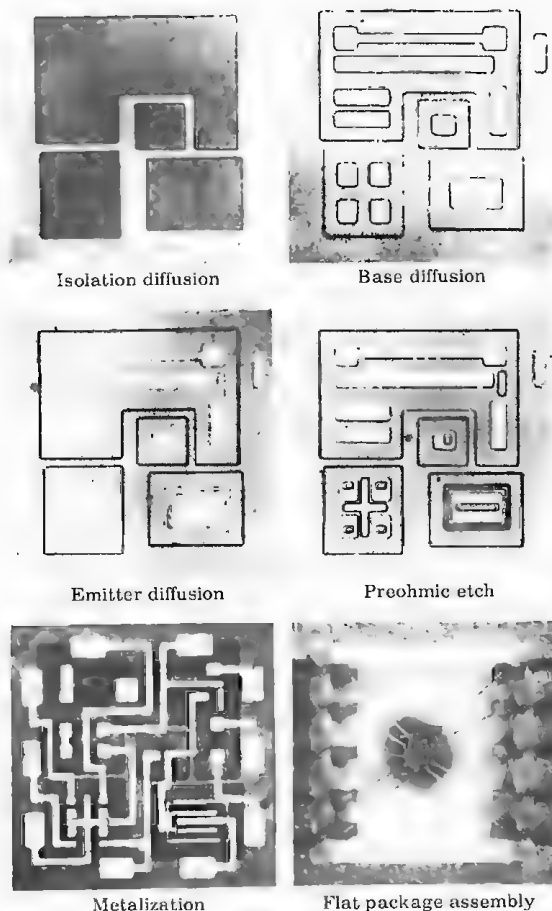 Isolation diffusion
Base diffusion
Emitter diffusion
Preohmic etch
Metalization
Flat package assembly